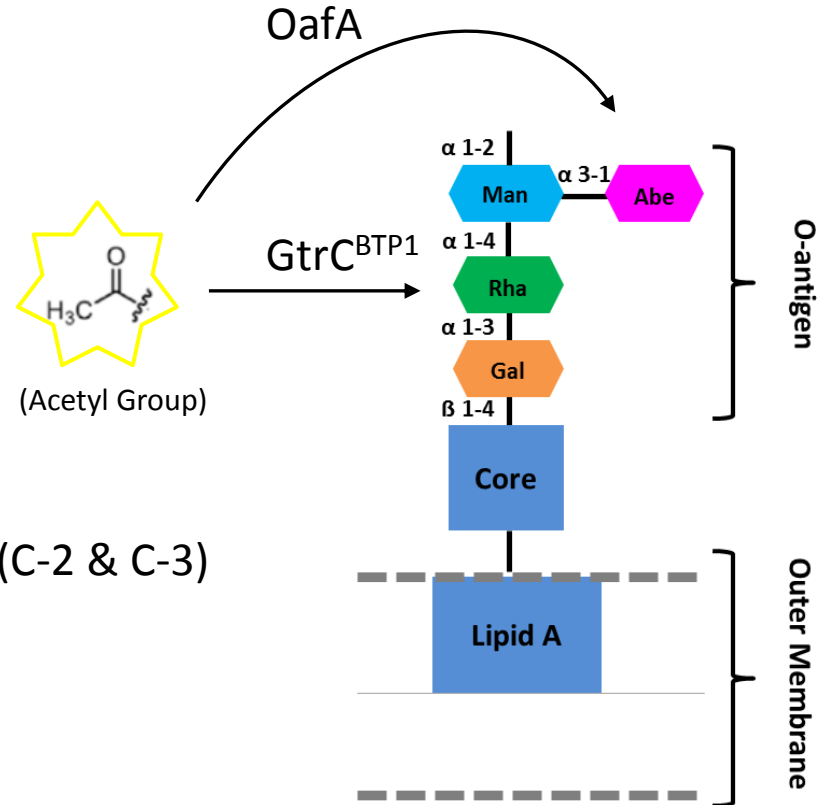 OafA
α 1-2
α 3-1
Man
Abe
α 1-4
GtrC^BTP1
Rha
O
H₃C
α 1-3
Gal
(Acetyl Group)
ß 1-4
O-antigen
Core
(C-2 & C-3)
Lipid A
Outer Membrane